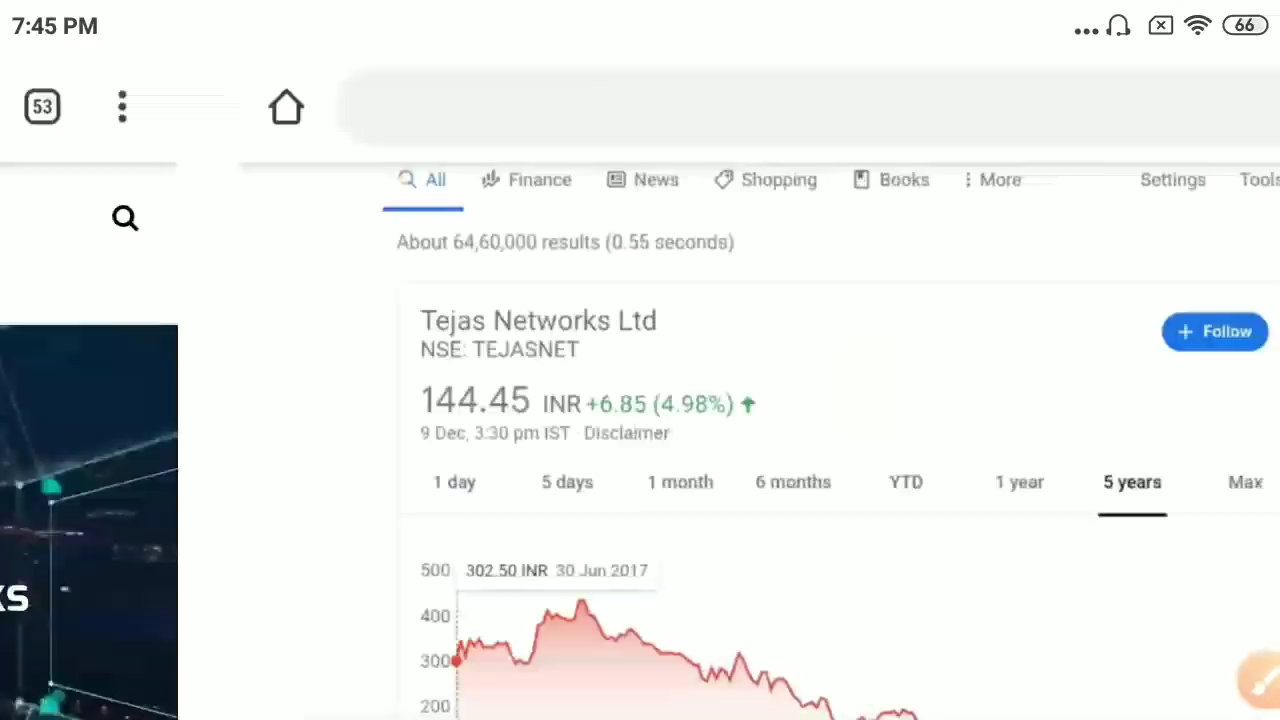 7:45 PM
66
53
All Finance News Shopping Books More Settings Tools
About 64,60,000 results (0.55 seconds)
Tejas Networks Ltd
NSE: TEJASNET
Follow
144.45 INR +6.85 (4.98%)
9 Dec, 3:30 pm IST · Disclaimer
1 day 5 days 1 month 6 months YTD 1 year 5 years Max
500
302.50 INR 30 Jun 2017
400
300
200
KS